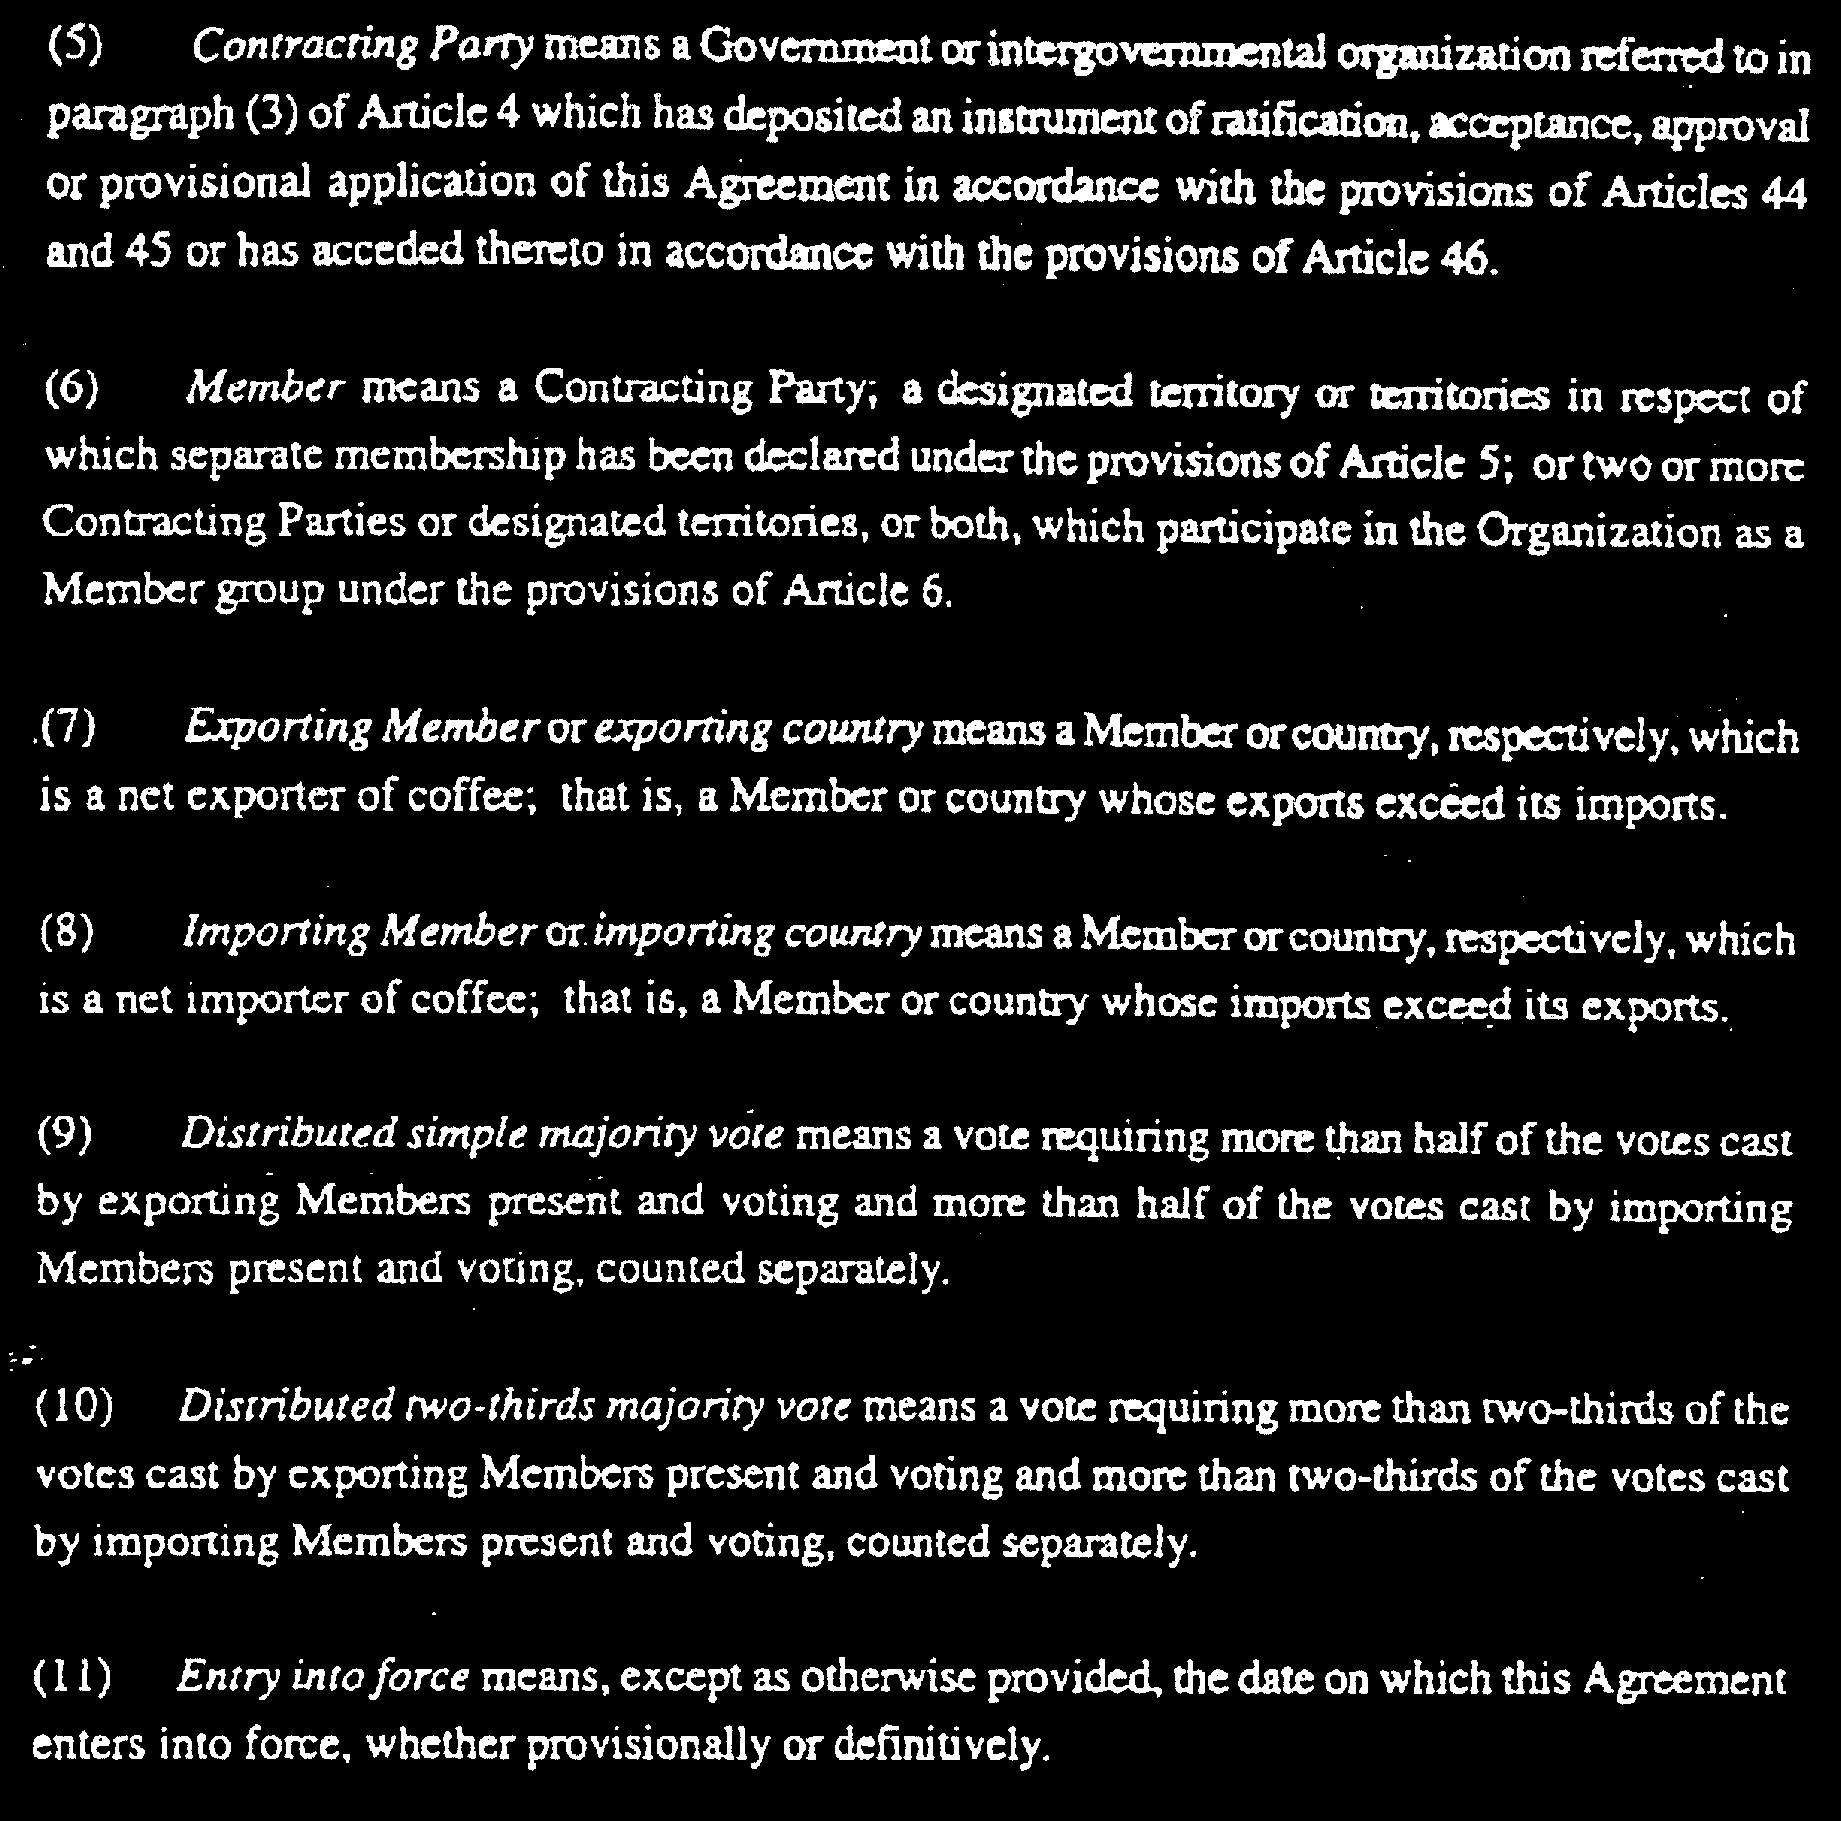 (5) Contracting Party means a Government or intergovernmental organization referred to in
paragraph (3) of Article 4 which has deposited an instrument of ratification, acceptance, approval
or provisional application of this Agreement in accordance with the provisions of Articles 44
and 45 or has acceded thereto in accordance with the provisions of Article 46.
(6) Member means a Contracting Party; a designated territory or territories in respect of
which separate membership has been declared under the provisions of Article 5; or two or more
Contracting Parties or designated territories, or both, which participate in the Organization as a
Member group under the provisions of Article 6.
(7) Exporting Member or exporting country means a Member or country, respectively, which
is a net exporter of coffee; that is, a Member or country whose exports exceed its imports.
(8) Importing Member or importing country means a Member or country, respectively, which
is a net importer of coffee; that is, a Member or country whose imports exceed its exports.
(9) Distributed simple majority vote means a vote requiring more than half of the votes cast
by exporting Members present and voting and more than half of the votes cast by importing
Members present and voting, counted separately.
(10) Distributed two-thirds majority vote means a vote requiring more than two-thirds of the
votes cast by exporting Members present and voting and more than two-thirds of the votes cast
by importing Members present and voting, counted separately.
(11) Entry into force means, except as otherwise provided, the date on which this Agreement
enters into force, whether provisionally or definitively.